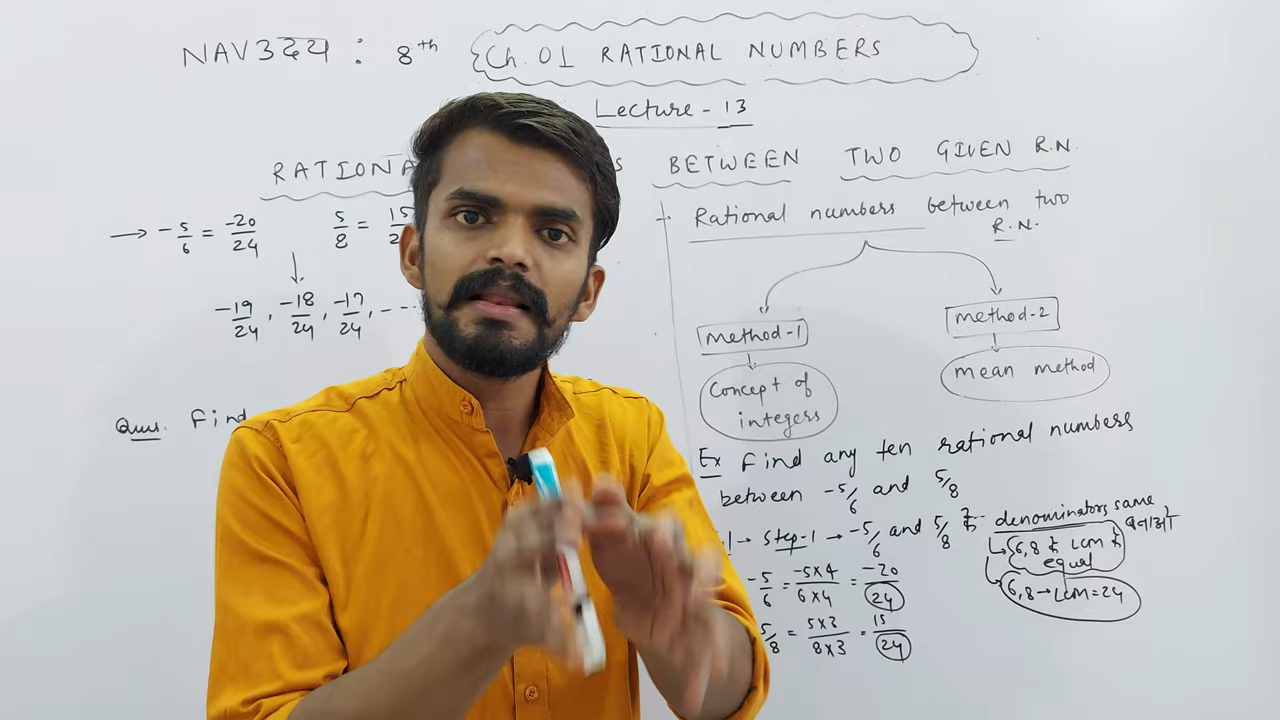 NAV3221 : 8th Ch. 01 RATIONAL NUMBERS
Lecture - 13
BETWEEN TWO GIVEN R.N.
→ -5/6 = -20/24 5/8 =
-19/24, -18/24, -17/24, - ...
Ques. Find
Rational numbers between two
R.N.
method-1
Concept of
integers
method-2
mean method
Ex Find any ten rational numbers
between -5/6 and 5/8
→ Step-1 → -5/6 and 5/8 denominators same
6, 8 LCM
equal
6, 8 → LCM = 24
-5/6 = -5×4/6×4 = -20/24
5/8 = 5×3/8×3 = 15/24